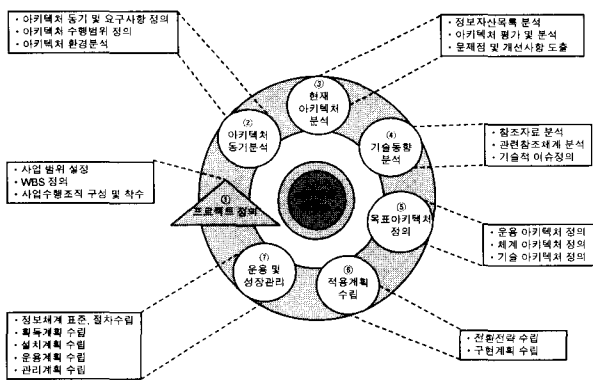 · 아키텍처 동기 및 요구사항 정의
· 아키텍처 수행범위 정의
· 아키텍처 환경분석
· 정보자산목록 분석
· 아키텍처 평가 및 분석
· 문제점 및 개선사항 도출
③
현재
아키텍처
분석
②
아키텍처
동기분석
④
기술동향
분석
· 참조자료 분석
· 관련참조체계 분석
· 기술적 이슈정의
· 사업 범위 설정
· WBS 정의
· 사업수행조직 구성 및 착수
①
프로젝트 정의
⑤
목표아키텍처
정의
· 운용 아키텍처 정의
· 체계 아키텍처 정의
· 기술 아키텍처 정의
⑦
운용 및
성장관리
⑥
적용계획
수립
· 정보체계 표준, 절차수립
· 획득계획 수립
· 설치계획 수립
· 운용계획 수립
· 관리계획 수립
· 전환전략 수립
· 구현계획 수립